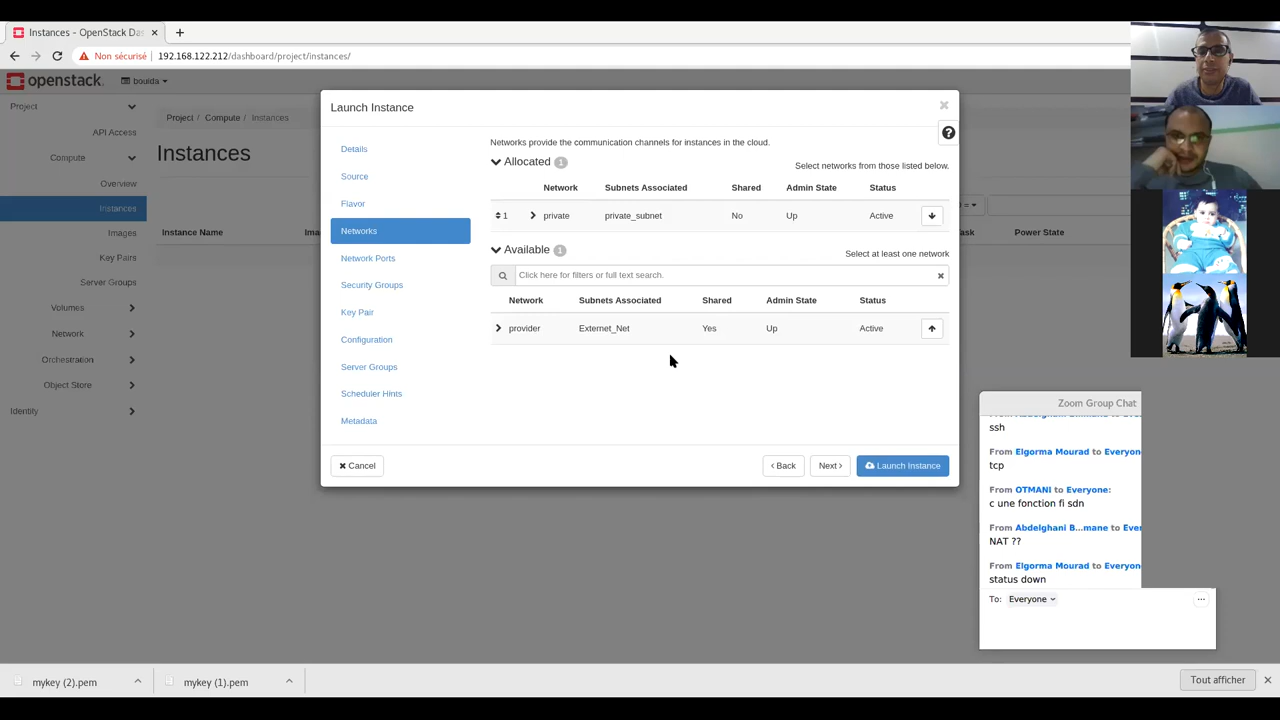 Instances - OpenStack Das
Non sécurisé 192.168.122.212/dashboard/project/instances/
openstack. bouids
Project
API Access
Compute
Overview
Instances
Images
Key Pairs
Server Groups
Volumes
Network
Orchestration
Object Store
Identity
Project / Compute / Instances
Instances
Instance Name
Task
Power State
Launch Instance
Details
Source
Flavor
Networks
Network Ports
Security Groups
Key Pair
Configuration
Server Groups
Scheduler Hints
Metadata
Networks provide the communication channels for instances in the cloud.
Allocated 1
Select networks from those listed below.
Network Subnets Associated Shared Admin State Status
1 private private_subnet No Up Active
Available 1
Select at least one network
Click here for filters or full text search.
Network Subnets Associated Shared Admin State Status
provider Externet_Net Yes Up Active
Cancel
Back Next Launch Instance
Zoom Group Chat
ssh
From Elgorma Mourad to Everyon
tcp
From OTMANI to Everyone:
c une fonction fi sdn
From Abdelghani B...mane to Ever
NAT ??
From Elgorma Mourad to Everyon
status down
To: Everyone
mykey (2).pem
mykey (1).pem
Tout afficher